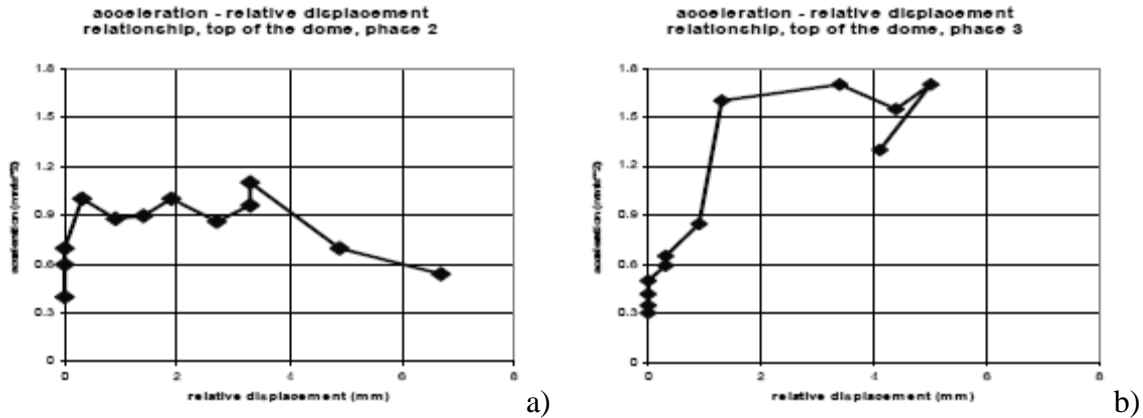 acceleration - relative displacement
relationship, top of the dome, phase 2
1.8
1.5
1.2
0.9
0.6
0.3
0
0 2 4 6 8
relative displacement (mm)
a)
acceleration - relative displacement
relationship, top of the dome, phase 3
1.8
1.5
1.2
0.9
0.6
0.3
0
0 2 4 6 8
relative displacement (mm)
b)
acceleration
acceleration